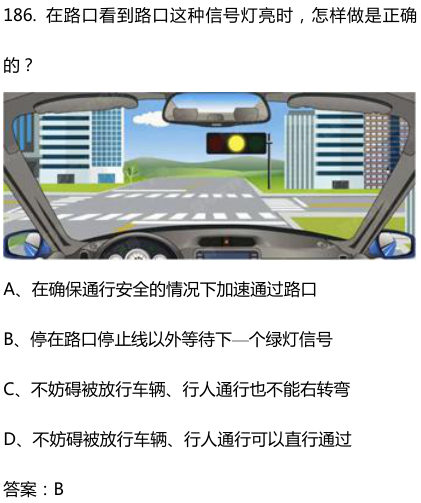 186. 在路口看到路口这种信号灯亮时，怎样做是正确
的？
A、在确保通行安全的情况下加速通过路口
B、停在路口停止线以外等待下—个绿灯信号
C、不妨碍被放行车辆、行人通行也不能右转弯
D、不妨碍被放行车辆、行人通行可以直行通过
答案：B